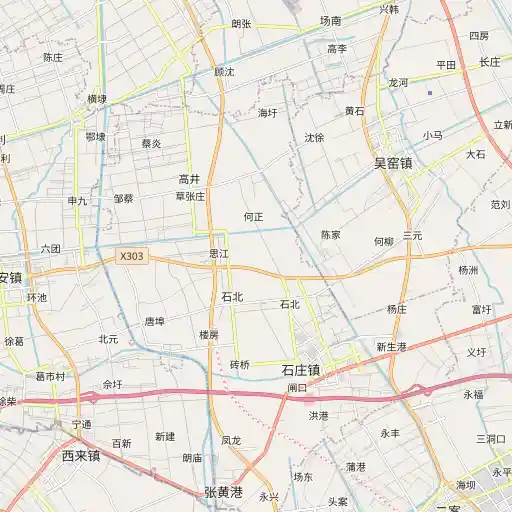 兴韩
朗张
场南
四房
高李
陈庄
长庄
平田
顾沈
龙河
横埭
海圩
黄石
立新
沈徐
小马
鄂埭
蔡炎
利
大石
吴窑镇
高井
邹蔡
草张庄
申九
范刘
何正
陈家
三元
何柳
六团
思江
X303
杨洲
安镇
环池
石北
石北
杨庄
富圩
唐埠
楼房
北元
徐葛
新生港
义圩
砖桥
石庄镇
葛市村
佘圩
闸口
永福
徐柴
洪港
宁通
永丰
新建
凤龙
三洞口
百新
西来镇
朗庙
蒲港
永平
场东
海坝
张黄港
永兴
头案
二案